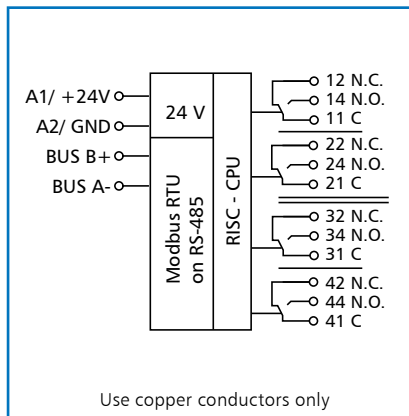 A1/ +24V
A2/ GND
BUS B+
BUS A-
24 V
Modbus RTU
on RS-485
RISC - CPU
12 N.C.
14 N.O.
11 C
22 N.C.
24 N.O.
21 C
32 N.C.
34 N.O.
31 C
42 N.C.
44 N.O.
41 C
Use copper conductors only